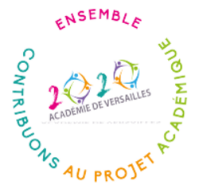 ENSEMBLE
2020
ACADÉMIE DE VERSAILLES
CONTRIBUONS AU PROJET ACADÉMIQUE